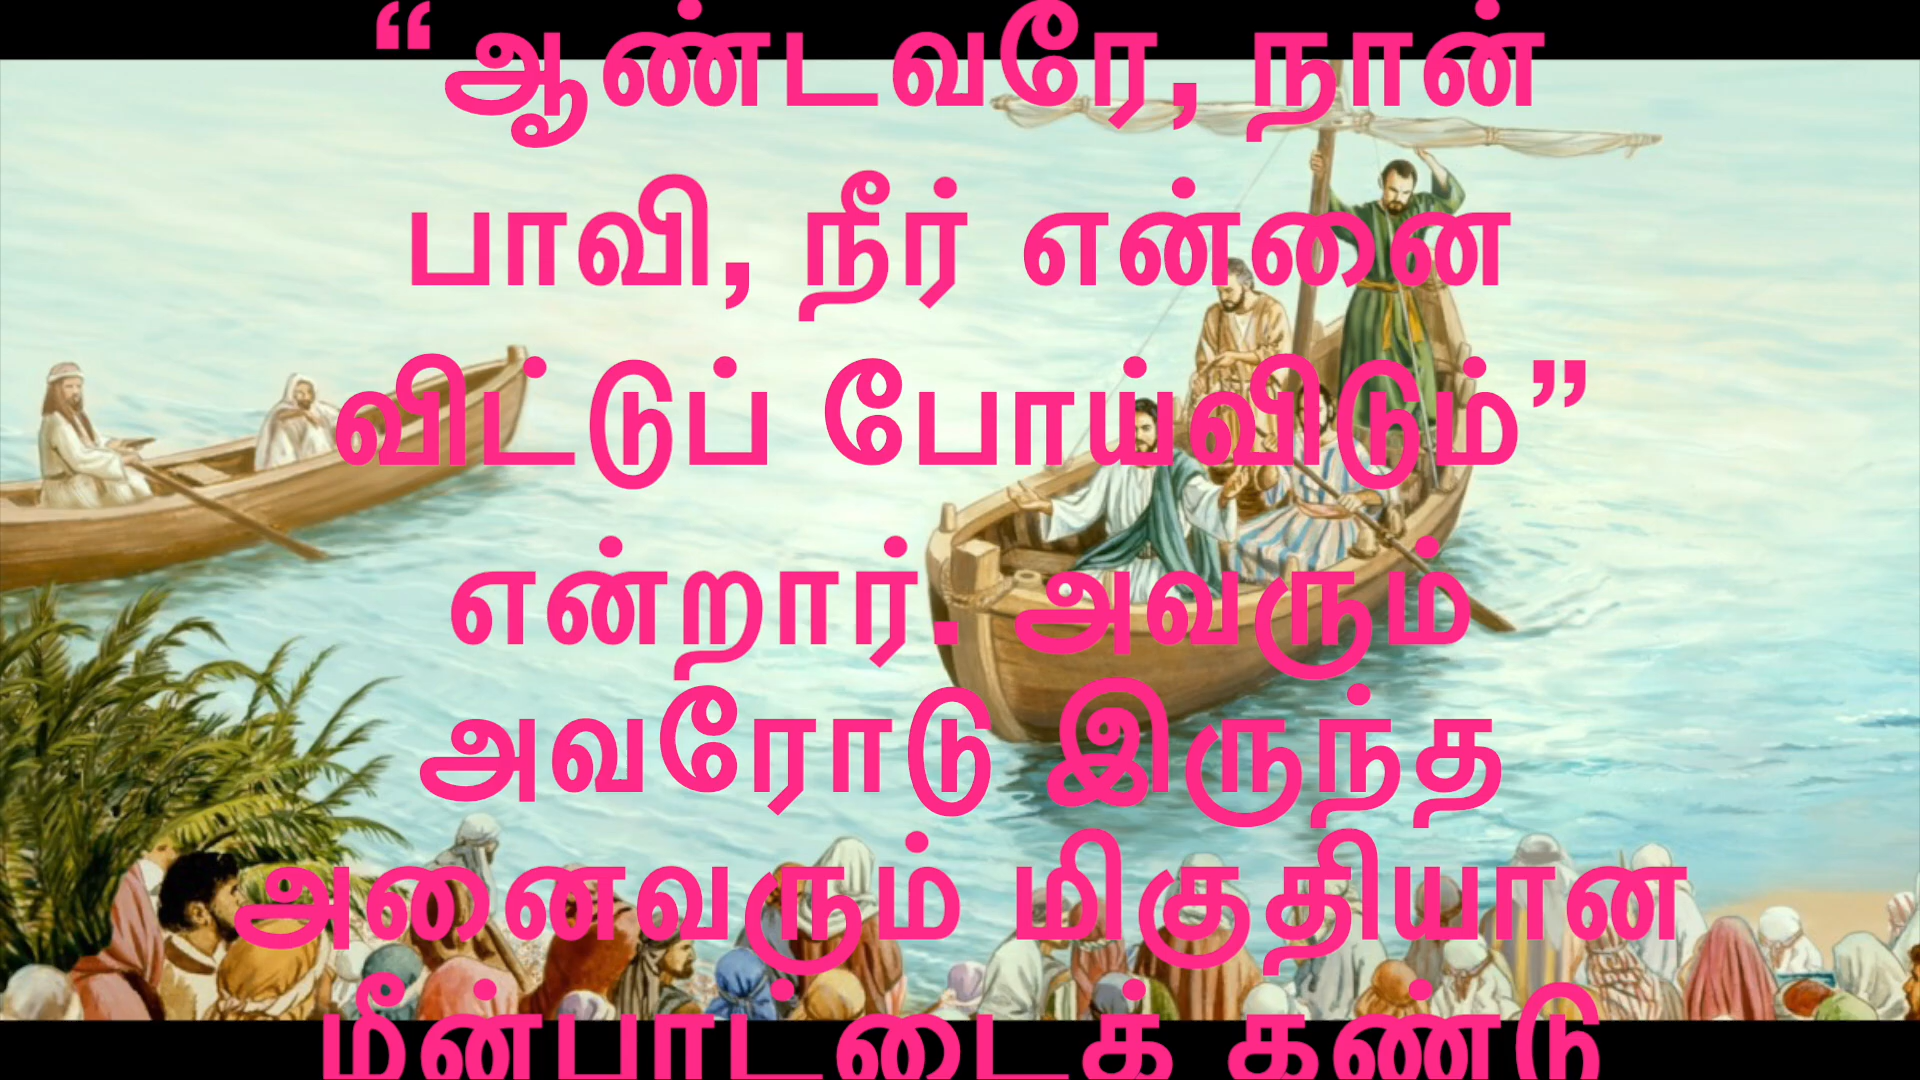 “ஆண்டவரே, நான்
பாவி, நீர் என்னை
விட்டுப் போய்விடும்”
என்றார். அவரும்
அவரோடு இருந்த
அனைவரும் மிகுதியான
மீன்பாட்டைக் கண்டு